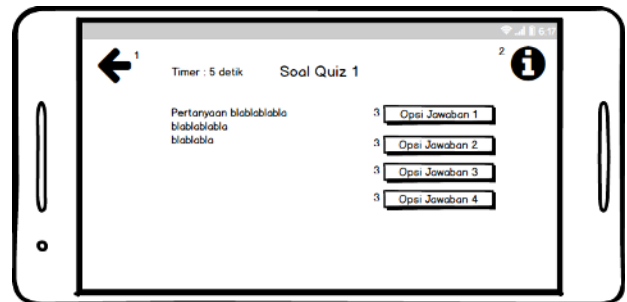 6:17
1
2
Timer : 5 detik
Soal Quiz 1
Pertanyaan blablablabla
blablablabla
blablabla
3 Opsi Jawaban 1
3 Opsi Jawaban 2
3 Opsi Jawaban 3
3 Opsi Jawaban 4